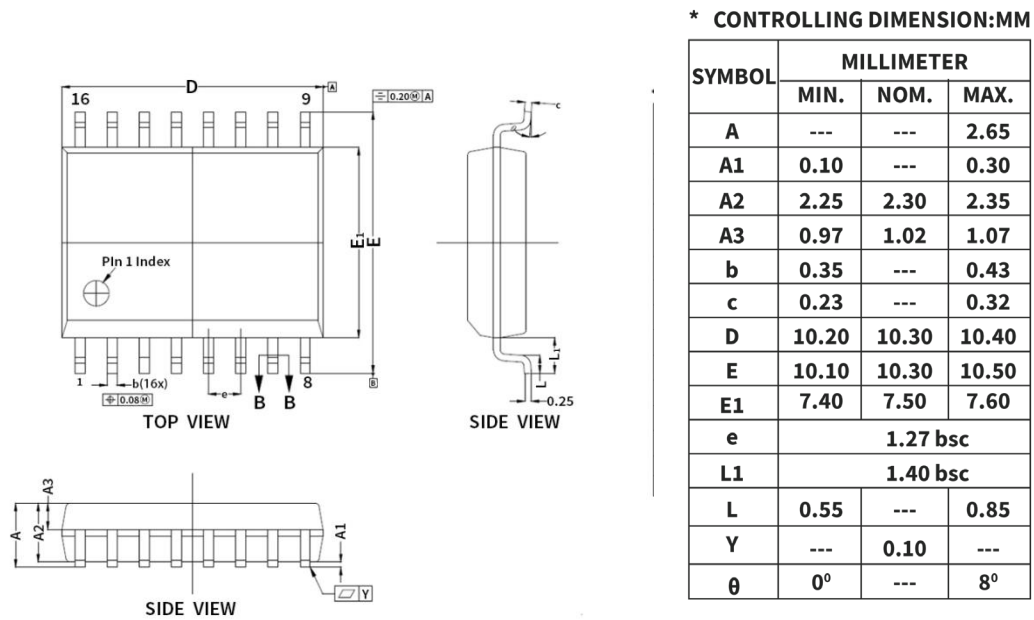 * CONTROLLING DIMENSION:MM
SYMBOL MILLIMETER
MIN. NOM. MAX.
A --- --- 2.65
A1 0.10 --- 0.30
A2 2.25 2.30 2.35
A3 0.97 1.02 1.07
b 0.35 --- 0.43
c 0.23 --- 0.32
D 10.20 10.30 10.40
E 10.10 10.30 10.50
E1 7.40 7.50 7.60
e 1.27 bsc
L1 1.40 bsc
L 0.55 --- 0.85
Y --- 0.10 ---
θ 0⁰ --- 8⁰
D A
16 9
0.20Ⓜ A
E1 E
PIn 1 Index
1 b(16x) e B B 8 B
0.08Ⓜ
TOP VIEW
c
L1
L
0.25
SIDE VIEW
A A2 A3 A1
Y
SIDE VIEW